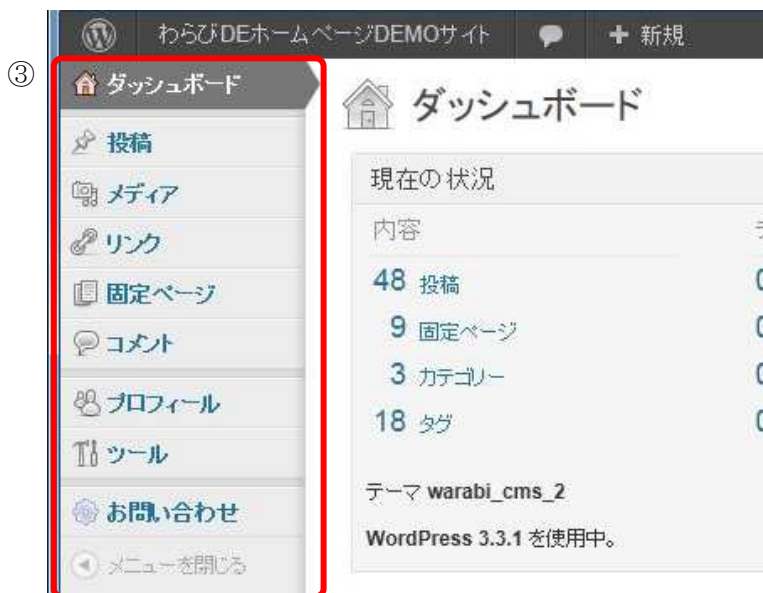 わらびDEホームページDEMOサイト 新規
③
ダッシュボード
投稿
メディア
リンク
固定ページ
コメント
プロフィール
ツール
お問い合わせ
メニューを閉じる
ダッシュボード
現在の状況
内容
48 投稿
9 固定ページ
3 カテゴリー
18 タグ
テーマ warabi_cms_2
WordPress 3.3.1 を使用中。